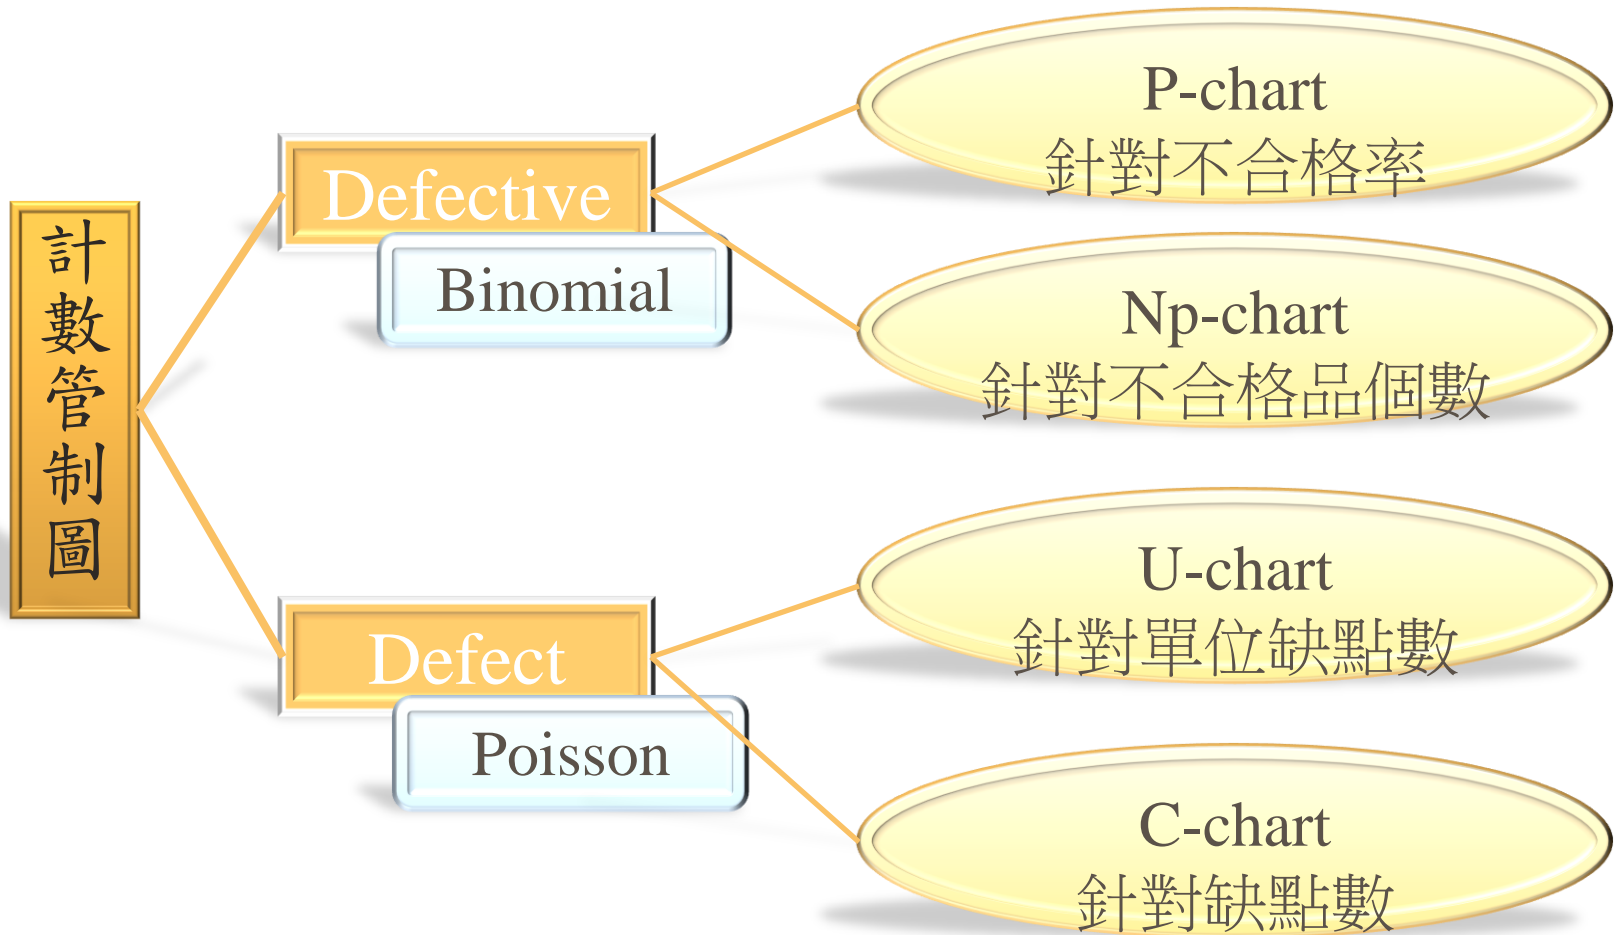 計數管制圖
Defective
Binomial
P-chart
針對不合格率
Np-chart
針對不合格品個數
Defect
Poisson
U-chart
針對單位缺點數
C-chart
針對缺點數